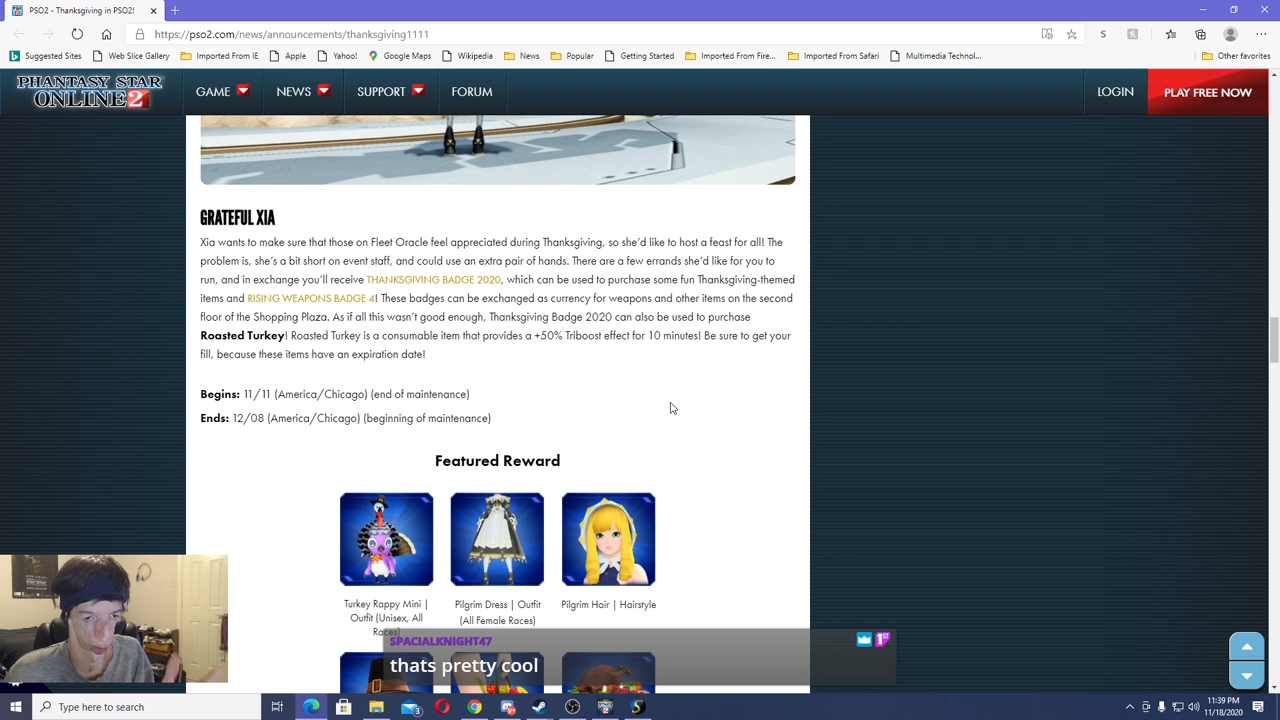 PSO2 - Thanksgiving in PSO2!
https://pso2.com/news/announcements/thanksgiving1111
Suggested Sites Web Slice Gallery Imported From IE Apple Yahoo! Google Maps Wikipedia News Popular Getting Started Imported From Fire... Imported From Safari Multimedia Technol... Other favorites
PHANTASY STAR
ONLINE 2
GAME NEWS SUPPORT FORUM LOGIN PLAY FREE NOW
GRATEFUL XIA
Xia wants to make sure that those on Fleet Oracle feel appreciated during Thanksgiving, so she'd like to host a feast for all! The
problem is, she's a bit short on event staff, and could use an extra pair of hands. There are a few errands she'd like for you to
run, and in exchange you'll receive THANKSGIVING BADGE 2020, which can be used to purchase some fun Thanksgiving-themed
items and RISING WEAPONS BADGE 4! These badges can be exchanged as currency for weapons and other items on the second
floor of the Shopping Plaza. As if all this wasn't good enough, Thanksgiving Badge 2020 can also be used to purchase
Roasted Turkey! Roasted Turkey is a consumable item that provides a +50% Triboost effect for 10 minutes! Be sure to get your
fill, because these items have an expiration date!
Begins: 11/11 (America/Chicago) (end of maintenance)
Ends: 12/08 (America/Chicago) (beginning of maintenance)
Featured Reward
Turkey Rappy Mini |
Outfit (Unisex, All
Races)
Pilgrim Dress | Outfit
(All Female Races)
Pilgrim Hair | Hairstyle
SPACIALKNIGHT47
1ST
thats pretty cool
Type here to search
11:39 PM
11/18/2020